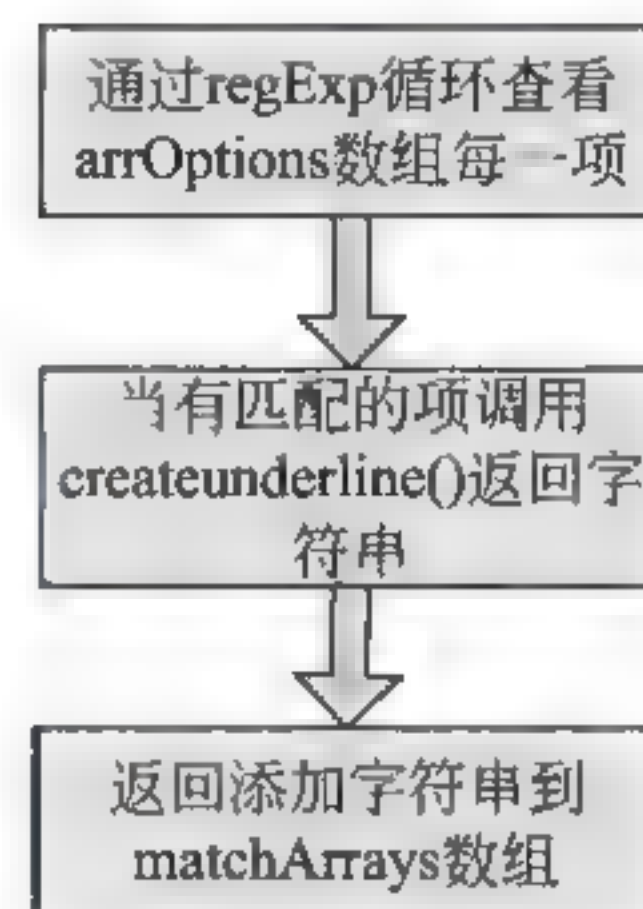 通过regExp循环查看
arrOptions数组每一项
当有匹配的项调用
createunderline()返回字
符串
返回添加字符串到
matchArrays数组